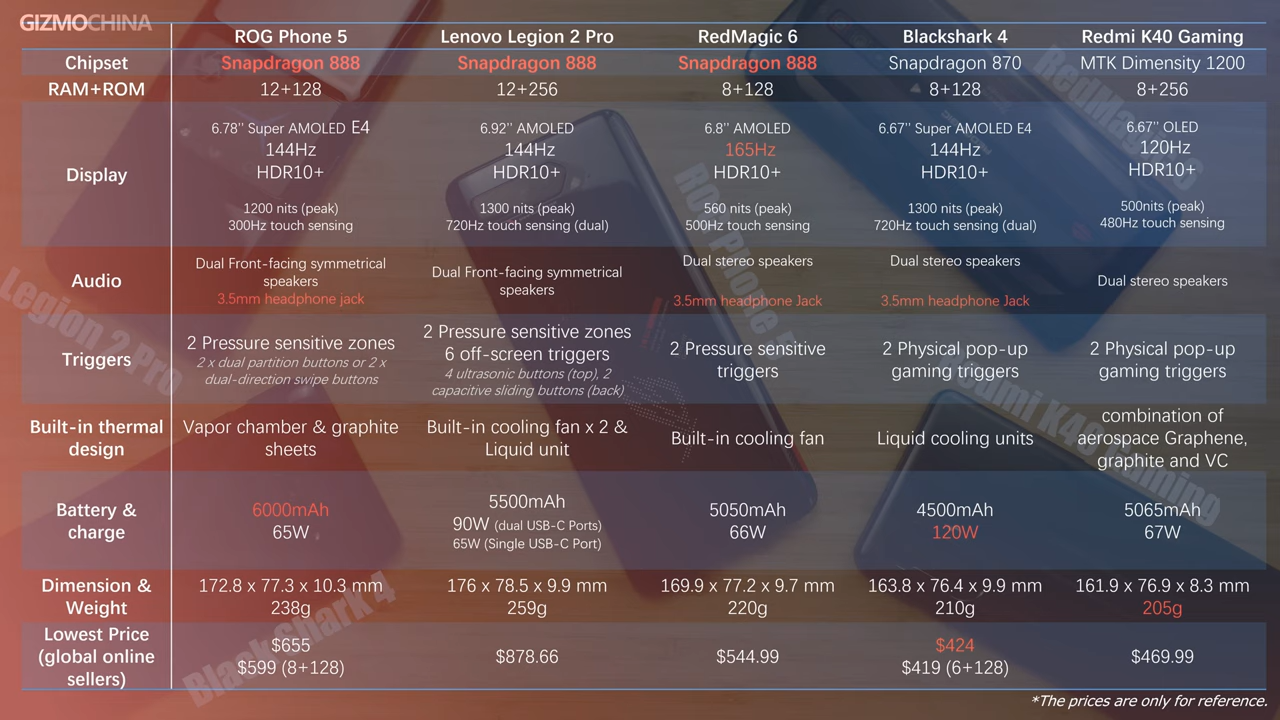 GIZMOCHINA
ROG Phone 5 Lenovo Legion 2 Pro RedMagic 6 Blackshark 4 Redmi K40 Gaming
Chipset Snapdragon 888 Snapdragon 888 Snapdragon 888 Snapdragon 870 MTK Dimensity 1200
RAM+ROM 12+128 12+256 8+128 8+128 8+256
Display
6.78’’ Super AMOLED E4
144Hz
HDR10+
1200 nits (peak)
300Hz touch sensing
6.92’’ AMOLED
144Hz
HDR10+
1300 nits (peak)
720Hz touch sensing (dual)
6.8’’ AMOLED
165Hz
HDR10+
560 nits (peak)
500Hz touch sensing
6.67’’ Super AMOLED E4
144Hz
HDR10+
1300 nits (peak)
720Hz touch sensing (dual)
6.67’’ OLED
120Hz
HDR10+
500nits (peak)
480Hz touch sensing
Audio
Dual Front-facing symmetrical
speakers
3.5mm headphone jack
Dual Front-facing symmetrical
speakers
Dual stereo speakers
3.5mm headphone Jack
Dual stereo speakers
3.5mm headphone Jack
Dual stereo speakers
Triggers
2 Pressure sensitive zones
2 x dual partition buttons or 2 x
dual-direction swipe buttons
2 Pressure sensitive zones
6 off-screen triggers
4 ultrasonic buttons (top), 2
capacitive sliding buttons (back)
2 Pressure sensitive
triggers
2 Physical pop-up
gaming triggers
2 Physical pop-up
gaming triggers
Built-in thermal
design
Vapor chamber & graphite
sheets
Built-in cooling fan x 2 &
Liquid unit
Built-in cooling fan
Liquid cooling units
combination of
aerospace Graphene,
graphite and VC
Battery &
charge
6000mAh
65W
5500mAh
90W (dual USB-C Ports)
65W (Single USB-C Port)
5050mAh
66W
4500mAh
120W
5065mAh
67W
Dimension &
Weight
172.8 x 77.3 x 10.3 mm
238g
176 x 78.5 x 9.9 mm
259g
169.9 x 77.2 x 9.7 mm
220g
163.8 x 76.4 x 9.9 mm
210g
161.9 x 76.9 x 8.3 mm
205g
Lowest Price
(global online
sellers)
$655
$599 (8+128)
$878.66
$544.99
$424
$419 (6+128)
$469.99
*The prices are only for reference.
Legion 2 Pro
Blackshark 4
ROG Phone 5
RedMagic 6
Redmi K40 Gaming